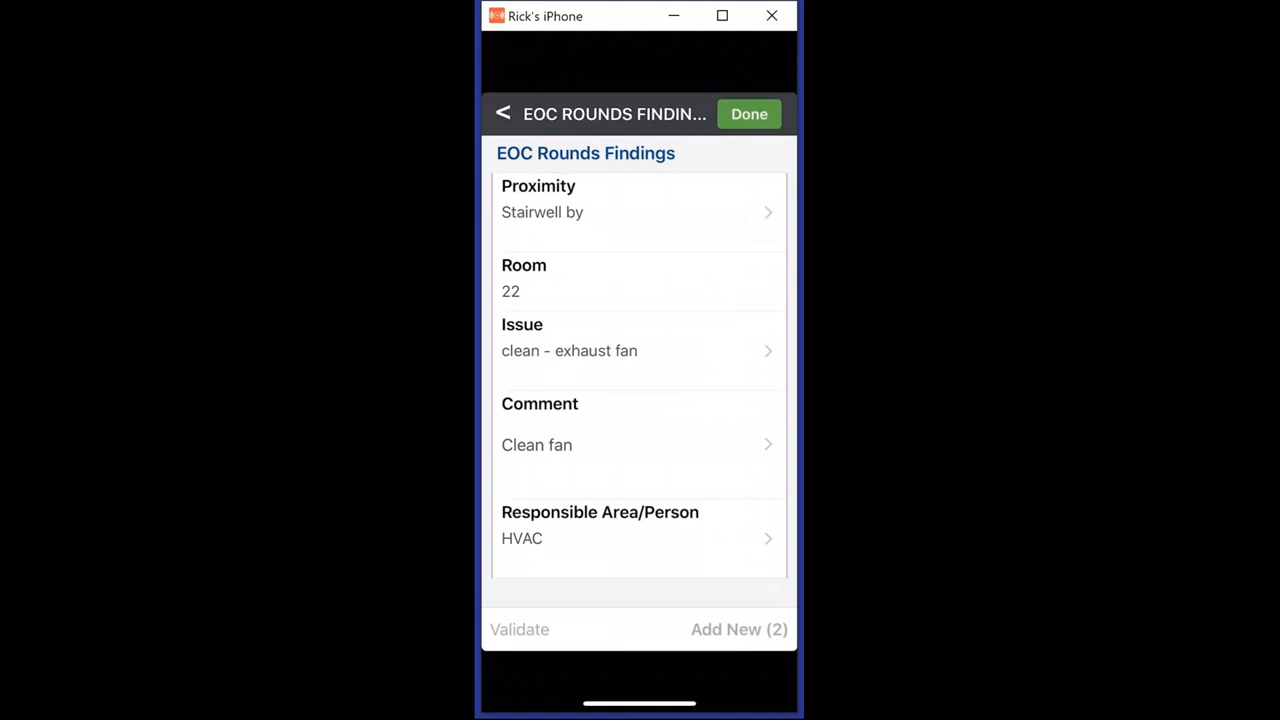 Rick's iPhone
< EOC ROUNDS FINDIN... Done
EOC Rounds Findings
Proximity
Stairwell by
Room
22
Issue
clean - exhaust fan
Comment
Clean fan
Responsible Area/Person
HVAC
Validate Add New (2)